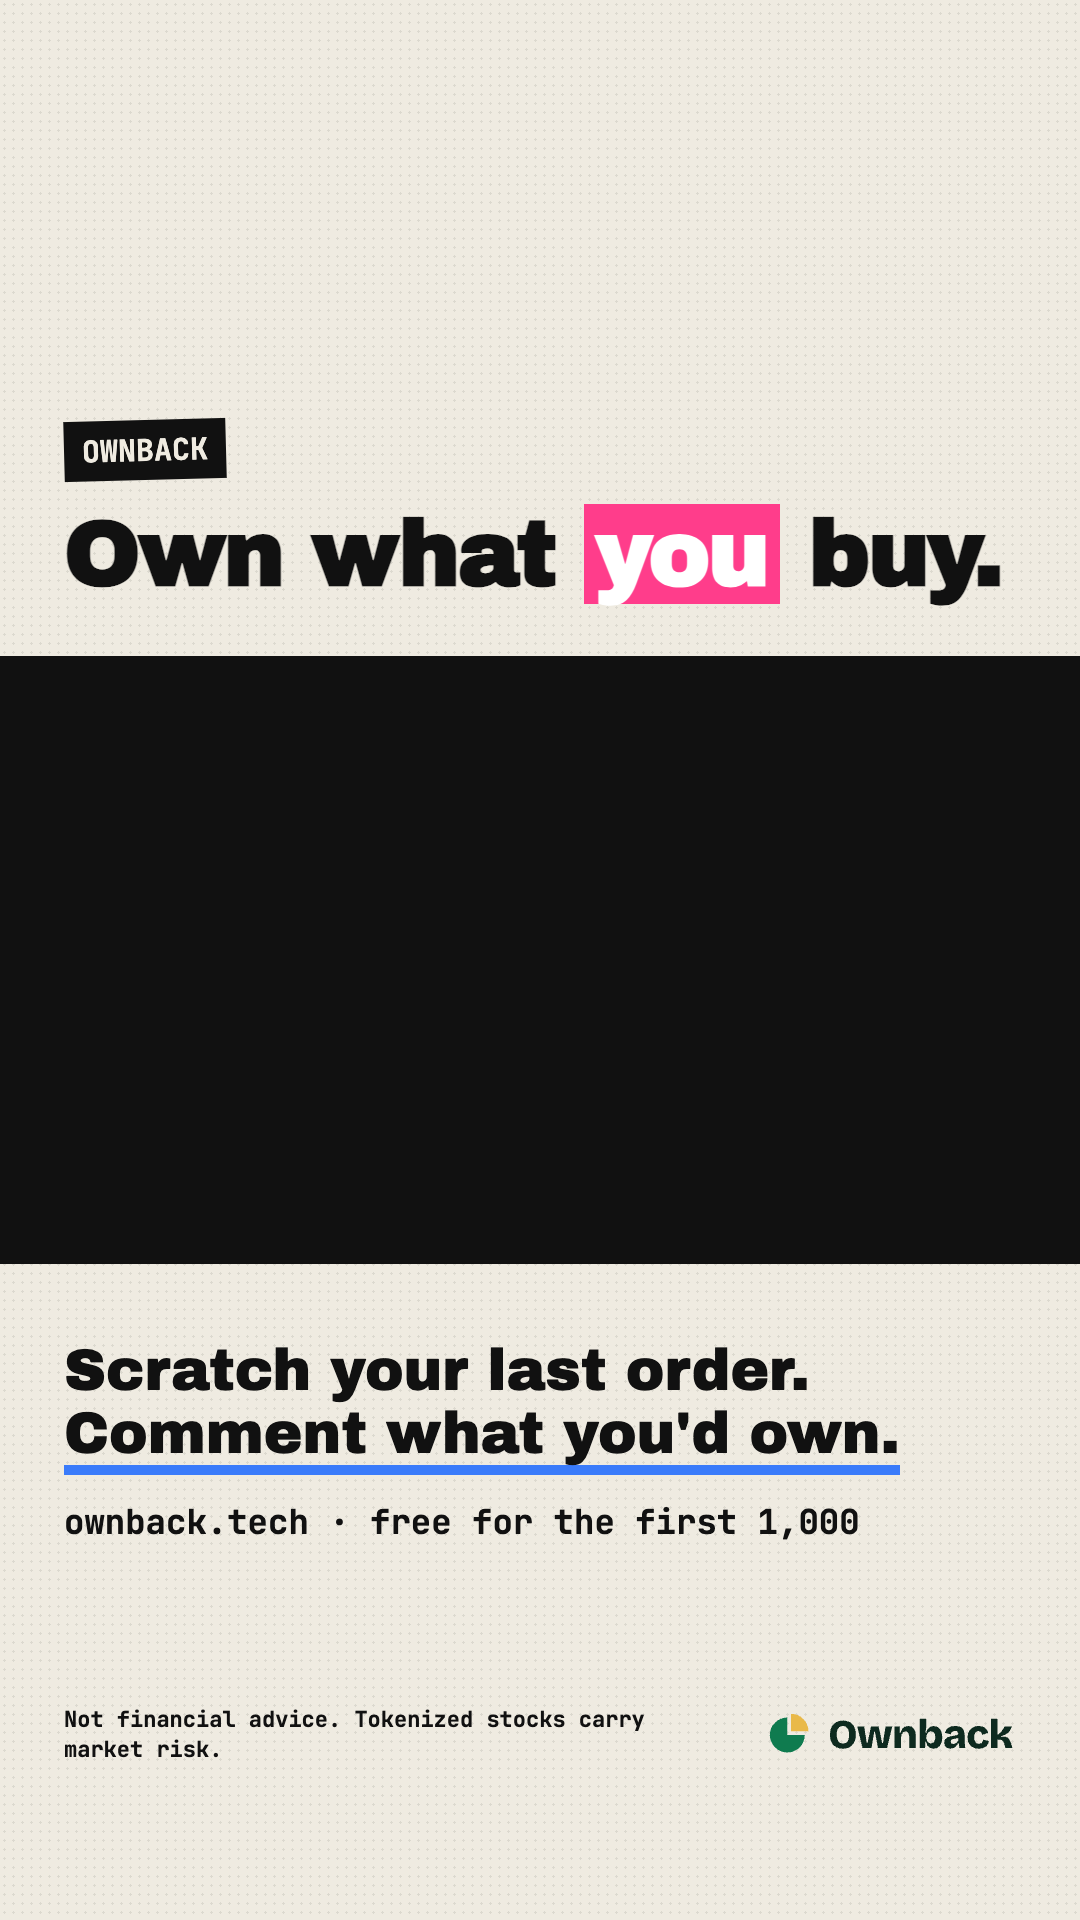 OWNBACK
Own what you buy.
Scratch your last order.
Comment what you'd own.
ownback.tech · free for the first 1,000
Not financial advice. Tokenized stocks carry
market risk.
Ownback